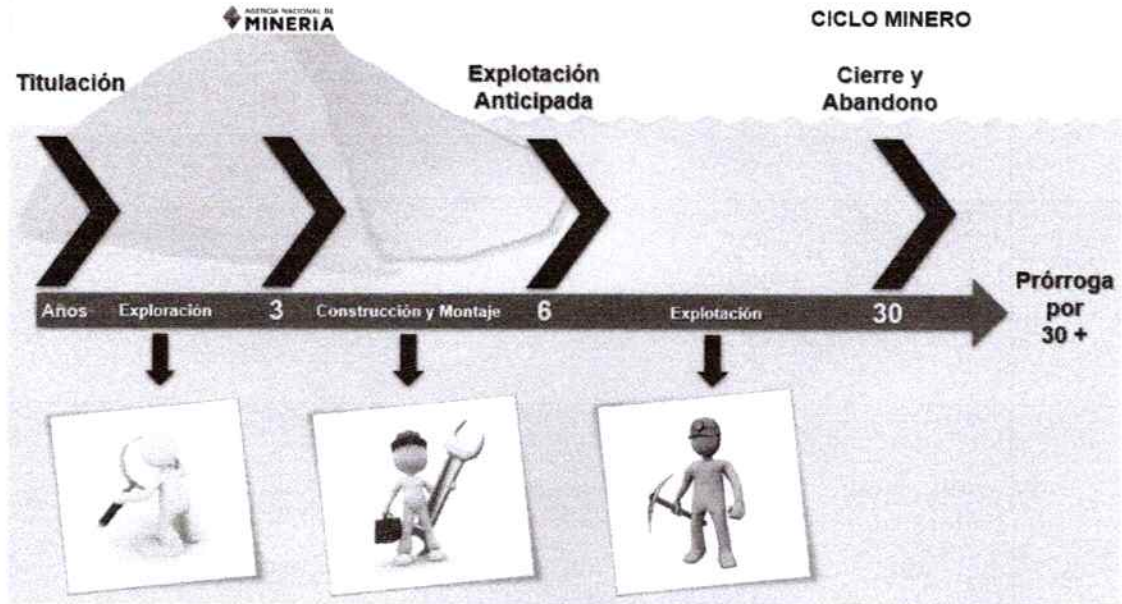 AGENCIA NACIONAL DE
MINERÍA
CICLO MINERO
Titulación
Explotación
Anticipada
Cierre y
Abandono
Años Exploración 3 Construcción y Montaje 6 Explotación 30
Prórroga
por
30 +